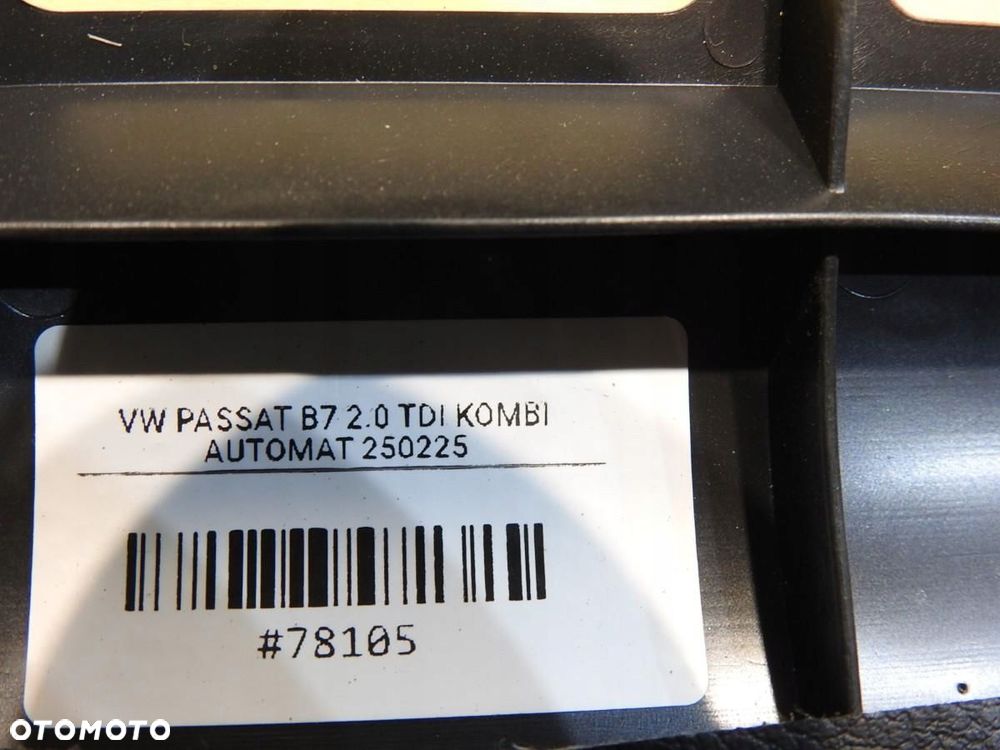 VW PASSAT B7 2.0 TDI KOMBI
AUTOMAT 250225
#78105
OTOMOTO